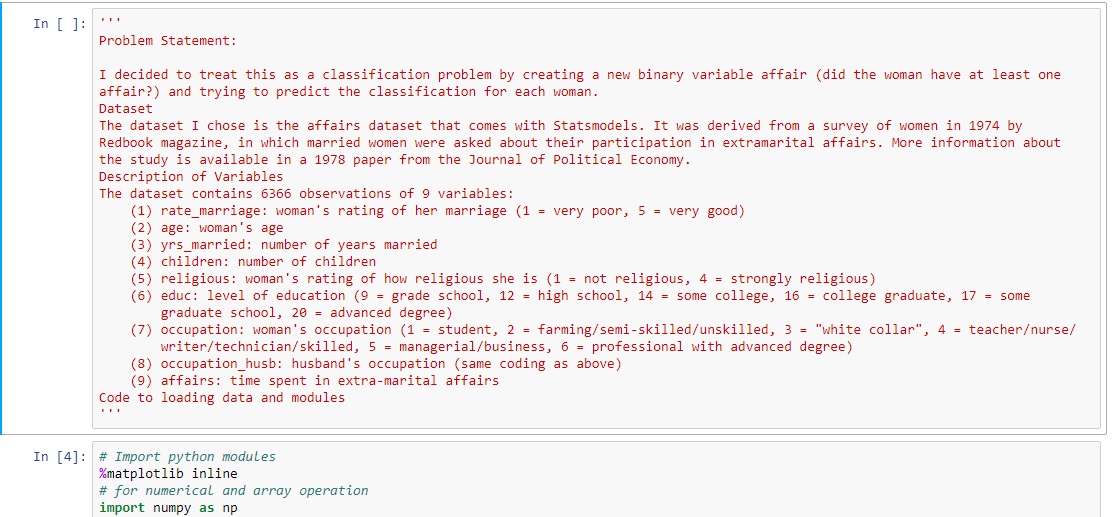 In [ ]: '''
Problem Statement:
I decided to treat this as a classification problem by creating a new binary variable affair (did the woman have at least one
affair?) and trying to predict the classification for each woman.
Dataset
The dataset I chose is the affairs dataset that comes with Statsmodels. It was derived from a survey of women in 1974 by
Redbook magazine, in which married women were asked about their participation in extramarital affairs. More information about
the study is available in a 1978 paper from the Journal of Political Economy.
Description of Variables
The dataset contains 6366 observations of 9 variables:
(1) rate_marriage: woman's rating of her marriage (1 = very poor, 5 = very good)
(2) age: woman's age
(3) yrs_married: number of years married
(4) children: number of children
(5) religious: woman's rating of how religious she is (1 = not religious, 4 = strongly religious)
(6) educ: level of education (9 = grade school, 12 = high school, 14 = some college, 16 = college graduate, 17 = some
graduate school, 20 = advanced degree)
(7) occupation: woman's occupation (1 = student, 2 = farming/semi-skilled/unskilled, 3 = "white collar", 4 = teacher/nurse/
writer/technician/skilled, 5 = managerial/business, 6 = professional with advanced degree)
(8) occupation_husb: husband's occupation (same coding as above)
(9) affairs: time spent in extra-marital affairs
Code to loading data and modules
'''
In [4]: # Import python modules
%matplotlib inline
# for numerical and array operation
import numpy as np